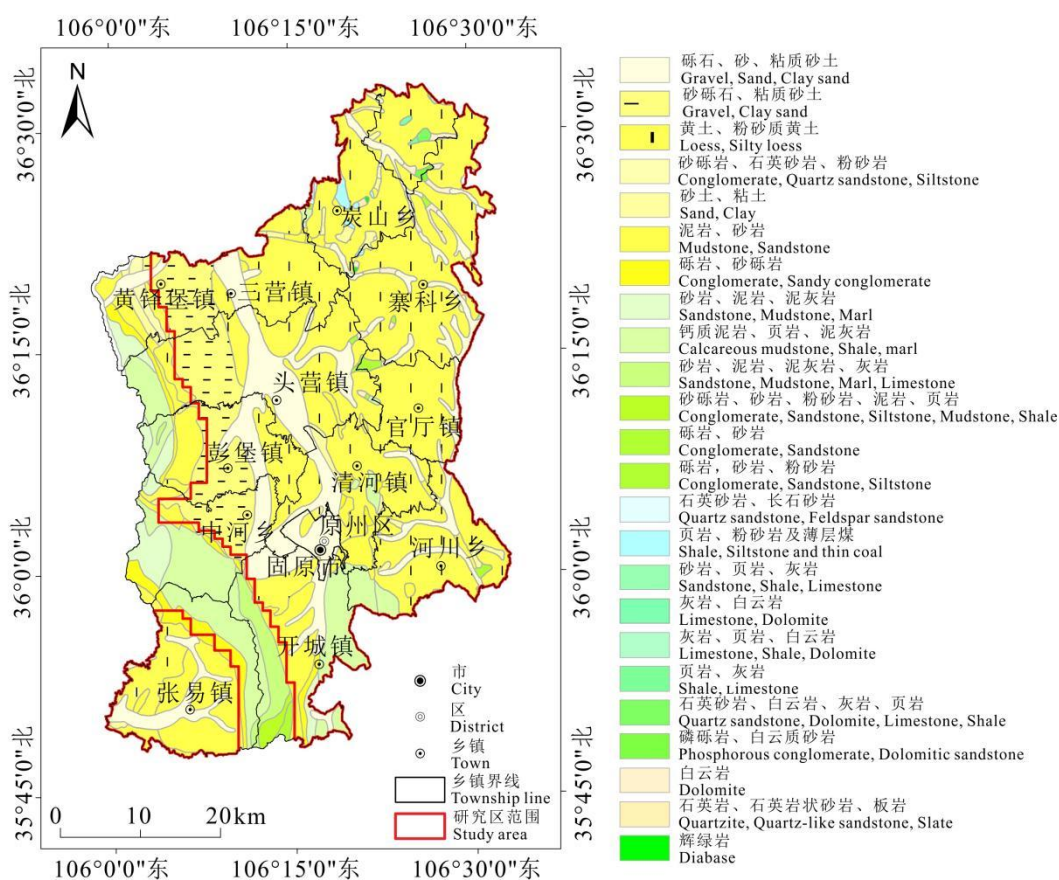 106°0'0"东
106°15'0"东
106°30'0"东
N
36°30'0"北
36°15'0"北
36°0'0"北
35°45'0"北
36°30'0"北
36°15'0"北
36°0'0"北
35°45'0"北
炭山乡
黄铎堡镇
三营镇
寨科乡
头营镇
官厅镇
彭堡镇
清河镇
中河乡
原州区
固原市
河川乡
开城镇
张易镇
市
City
区
District
乡镇
Town
乡镇界线
Township line
研究区范围
Study area
0 10 20km
106°0'0"东
106°15'0"东
106°30'0"东
砾石、砂、粘质砂土
Gravel, Sand, Clay sand
砂砾石、粘质砂土
Gravel, Clay sand
黄土、粉砂质黄土
Loess, Silty loess
砂砾岩、石英砂岩、粉砂岩
Conglomerate, Quartz sandstone, Siltstone
砂土、粘土
Sand, Clay
泥岩、砂岩
Mudstone, Sandstone
砾岩、砂砾岩
Conglomerate, Sandy conglomerate
砂岩、泥岩、泥灰岩
Sandstone, Mudstone, Marl
钙质泥岩、页岩、泥灰岩
Calcareous mudstone, Shale, marl
砂岩、泥岩、泥灰岩、灰岩
Sandstone, Mudstone, Marl, Limestone
砂砾岩、砂岩、粉砂岩、泥岩、页岩
Conglomerate, Sandstone, Siltstone, Mudstone, Shale
砾岩、砂岩
Conglomerate, Sandstone
砾岩，砂岩、粉砂岩
Conglomerate, Sandstone, Siltstone
石英砂岩、长石砂岩
Quartz sandstone, Feldspar sandstone
页岩、粉砂岩及薄层煤
Shale, Siltstone and thin coal
砂岩、页岩、灰岩
Sandstone, Shale, Limestone
灰岩、白云岩
Limestone, Dolomite
灰岩、页岩、白云岩
Limestone, Shale, Dolomite
页岩、灰岩
Shale, Limestone
石英砂岩、白云岩、灰岩、页岩
Quartz sandstone, Dolomite, Limestone, Shale
磷砾岩、白云质砂岩
Phosphorous conglomerate, Dolomitic sandstone
白云岩
Dolomite
石英岩、石英岩状砂岩、板岩
Quartzite, Quartz-like sandstone, Slate
辉绿岩
Diabase